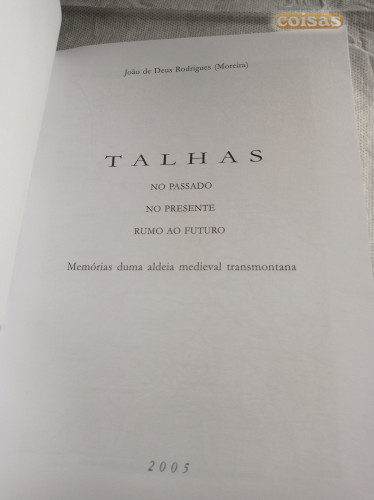 coisas
João de Deus Rodrigues (Moreira)
TALHAS
NO PASSADO
NO PRESENTE
RUMO AO FUTURO
Memórias duma aldeia medieval transmontana
2005